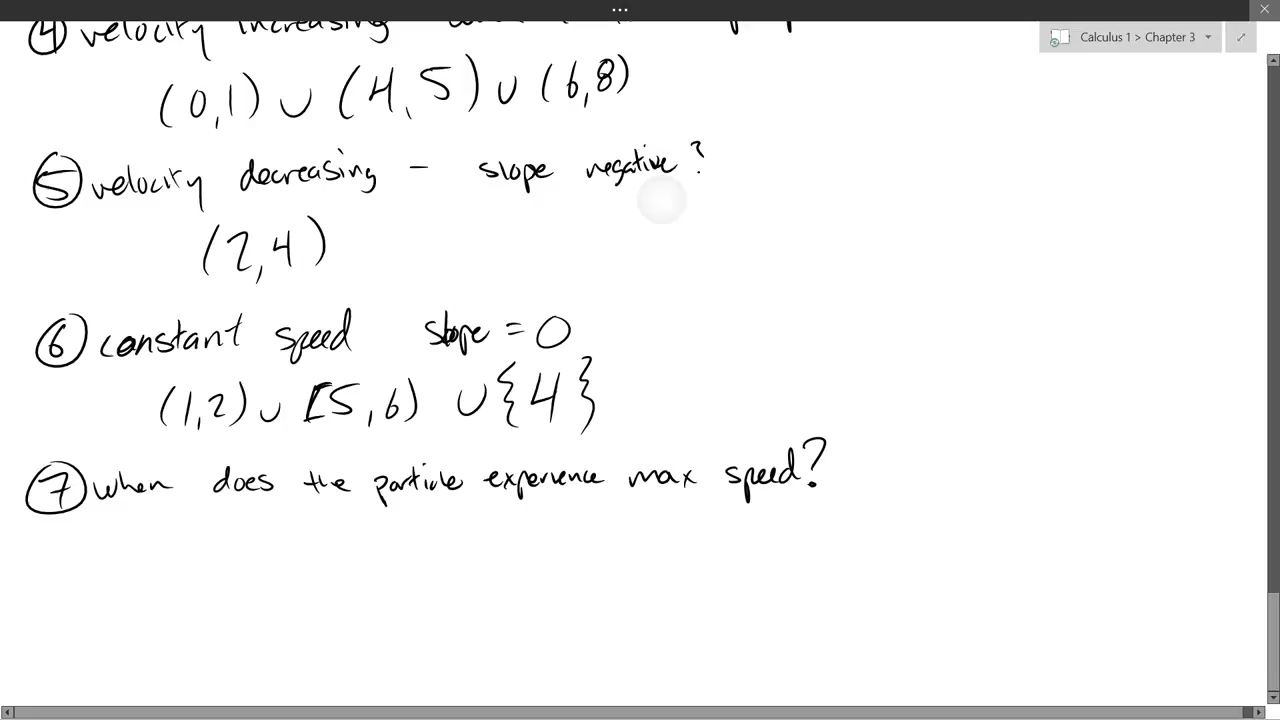 Calculus 1 > Chapter 3
④ velocity increasing
(0,1) ∪ (4,5) ∪ (6,8)
⑤ velocity decreasing - slope negative?
(2,4)
⑥ constant speed slope = 0
(1,2) ∪ [5,6) ∪ {4}
⑦ when does the particle experience max speed?